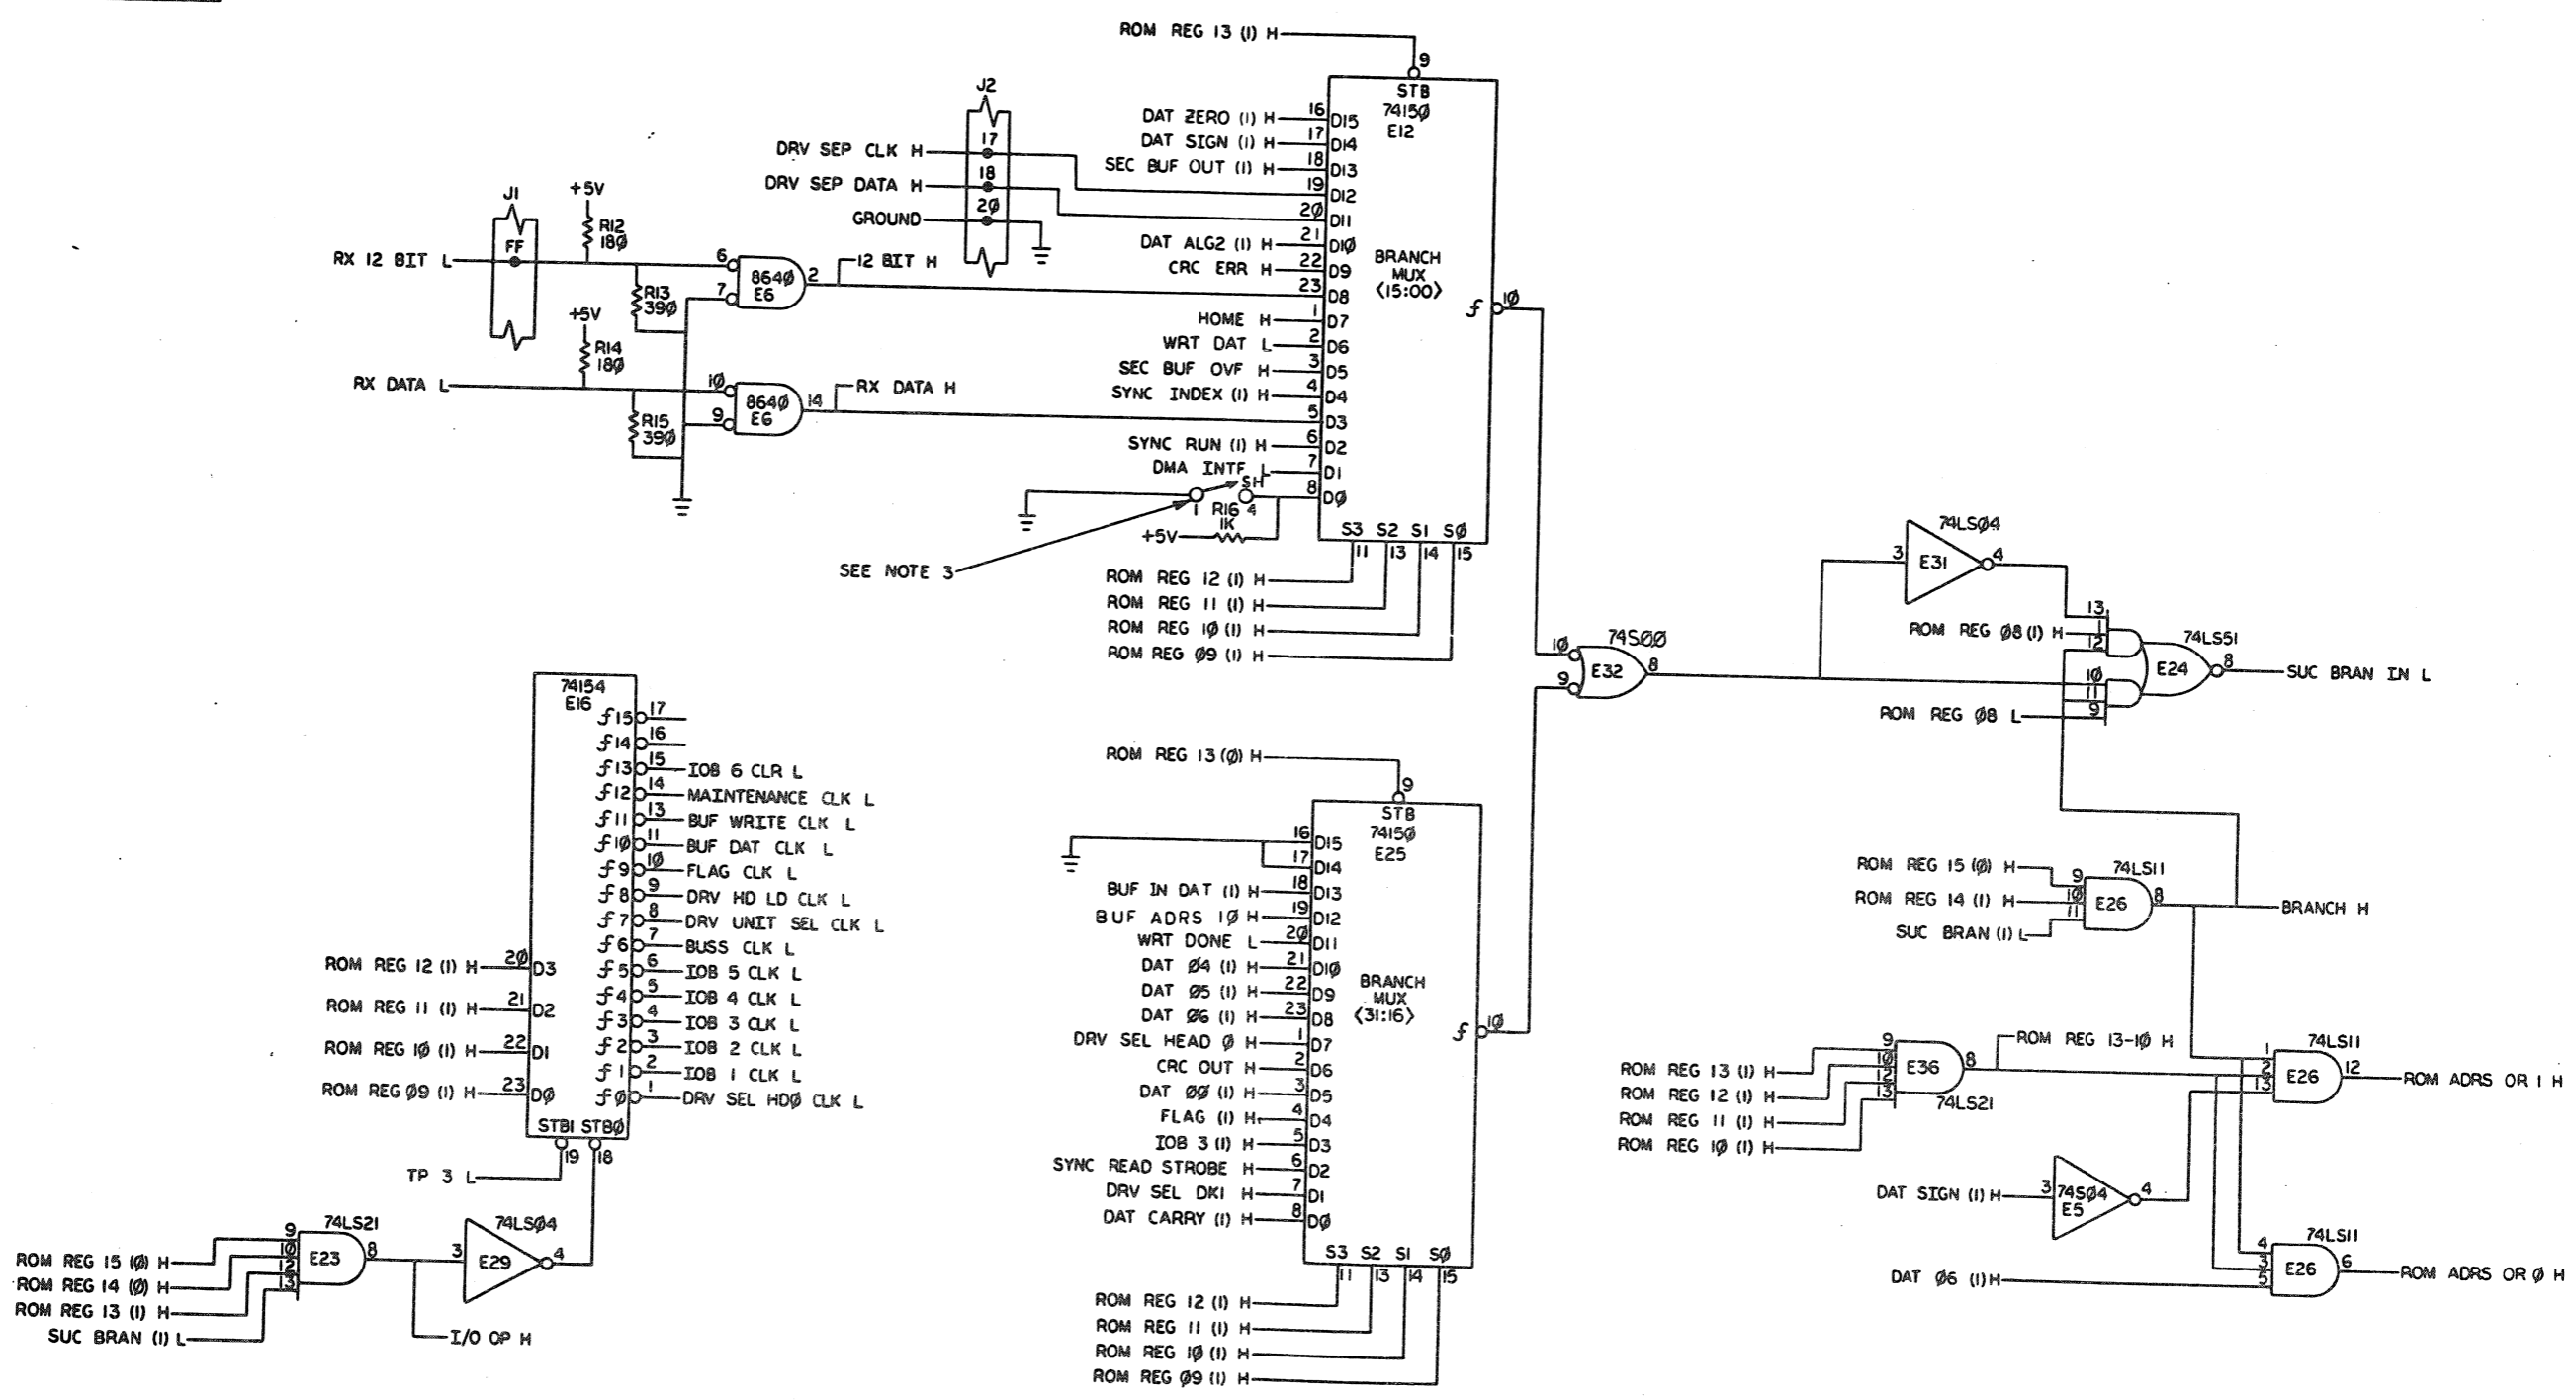 ROM REG 13 (1) H
9
STB
74150
E12
J2
DAT ZERO (1) H 16 D15
DAT SIGN (1) H 17 D14
SEC BUF OUT (1) H 18 D13
DRV SEP CLK H 17 19 D12
DRV SEP DATA H 18 20 D11
GROUND 20
DAT ALG2 (1) H 21 D10
CRC ERR H 22 D9
23 D8
HOME H 1 D7
WRT DAT L 2 D6
SEC BUF OVF H 3 D5
SYNC INDEX (1) H 4 D4
5 D3
SYNC RUN (1) H 6 D2
DMA INTF L 7 D1
8 D0
BRANCH
MUX
<15:00>
f 10
J1
FF
RX 12 BIT L
+5V
R12
180
R13
390
6
7
8640
E6
2
12 BIT H
+5V
R14
180
RX DATA L
R15
390
10
9
8640
E6
14
RX DATA H
SH
1
4
R16
1K
+5V
SEE NOTE 3
S3 S2 S1 S0
11 13 14 15
ROM REG 12 (1) H
ROM REG 11 (1) H
ROM REG 10 (1) H
ROM REG 09 (1) H
10
9
74S00
E32
8
74LS04
3
E31
4
13
1
12
ROM REG 08 (1) H
10
11
9
ROM REG 08 L
74LS51
E24
8
SUC BRAN IN L
74154
E16
f15 17
f14 16
f13 15 IOB 6 CLR L
f12 14 MAINTENANCE CLK L
f11 13 BUF WRITE CLK L
f10 11 BUF DAT CLK L
f9 10 FLAG CLK L
f8 9 DRV HD LD CLK L
f7 8 DRV UNIT SEL CLK L
f6 7 BUSS CLK L
f5 6 IOB 5 CLK L
f4 5 IOB 4 CLK L
f3 4 IOB 3 CLK L
f2 3 IOB 2 CLK L
f1 2 IOB 1 CLK L
f0 1 DRV SEL HD0 CLK L
ROM REG 12 (1) H 20 D3
ROM REG 11 (1) H 21 D2
ROM REG 10 (1) H 22 D1
ROM REG 09 (1) H 23 D0
STB1 STB0
19 18
TP 3 L
74LS21
ROM REG 15 (0) H 9
ROM REG 14 (0) H 10
ROM REG 13 (1) H 12
SUC BRAN (1) L 13
E23
8
I/O OP H
74LS04
3
E29
4
ROM REG 13 (0) H
9
STB
74150
E25
16 D15
17 D14
BUF IN DAT (1) H 18 D13
BUF ADRS 10 H 19 D12
WRT DONE L 20 D11
DAT 04 (1) H 21 D10
DAT 05 (1) H 22 D9
DAT 06 (1) H 23 D8
DRV SEL HEAD 0 H 1 D7
CRC OUT H 2 D6
DAT 00 (1) H 3 D5
FLAG (1) H 4 D4
IOB 3 (1) H 5 D3
SYNC READ STROBE H 6 D2
DRV SEL DK1 H 7 D1
DAT CARRY (1) H 8 D0
BRANCH
MUX
<31:16>
f 10
S3 S2 S1 S0
11 13 14 15
ROM REG 12 (1) H
ROM REG 11 (1) H
ROM REG 10 (1) H
ROM REG 09 (1) H
74LS11
ROM REG 15 (0) H 9
ROM REG 14 (1) H 10
SUC BRAN (1) L 11
E26
8
BRANCH H
ROM REG 13 (1) H 9
ROM REG 12 (1) H 10
ROM REG 11 (1) H 12
ROM REG 10 (1) H 13
E36
74LS21
8
ROM REG 13-10 H
74LS11
1
2
13
E26
12
ROM ADRS OR 1 H
DAT SIGN (1) H 3
74S04
E5
4
74LS11
4
3
5
E26
6
ROM ADRS OR 0 H
DAT 06 (1) H